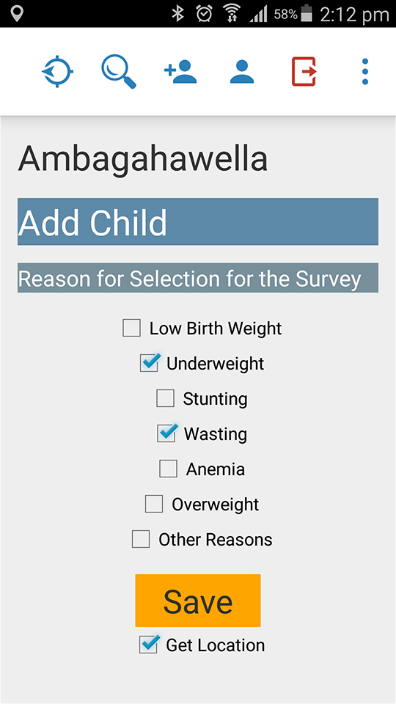 58% 2:12 pm
Ambagahawella
Add Child
Reason for Selection for the Survey
Low Birth Weight
Underweight
Stunting
Wasting
Anemia
Overweight
Other Reasons
Save
Get Location